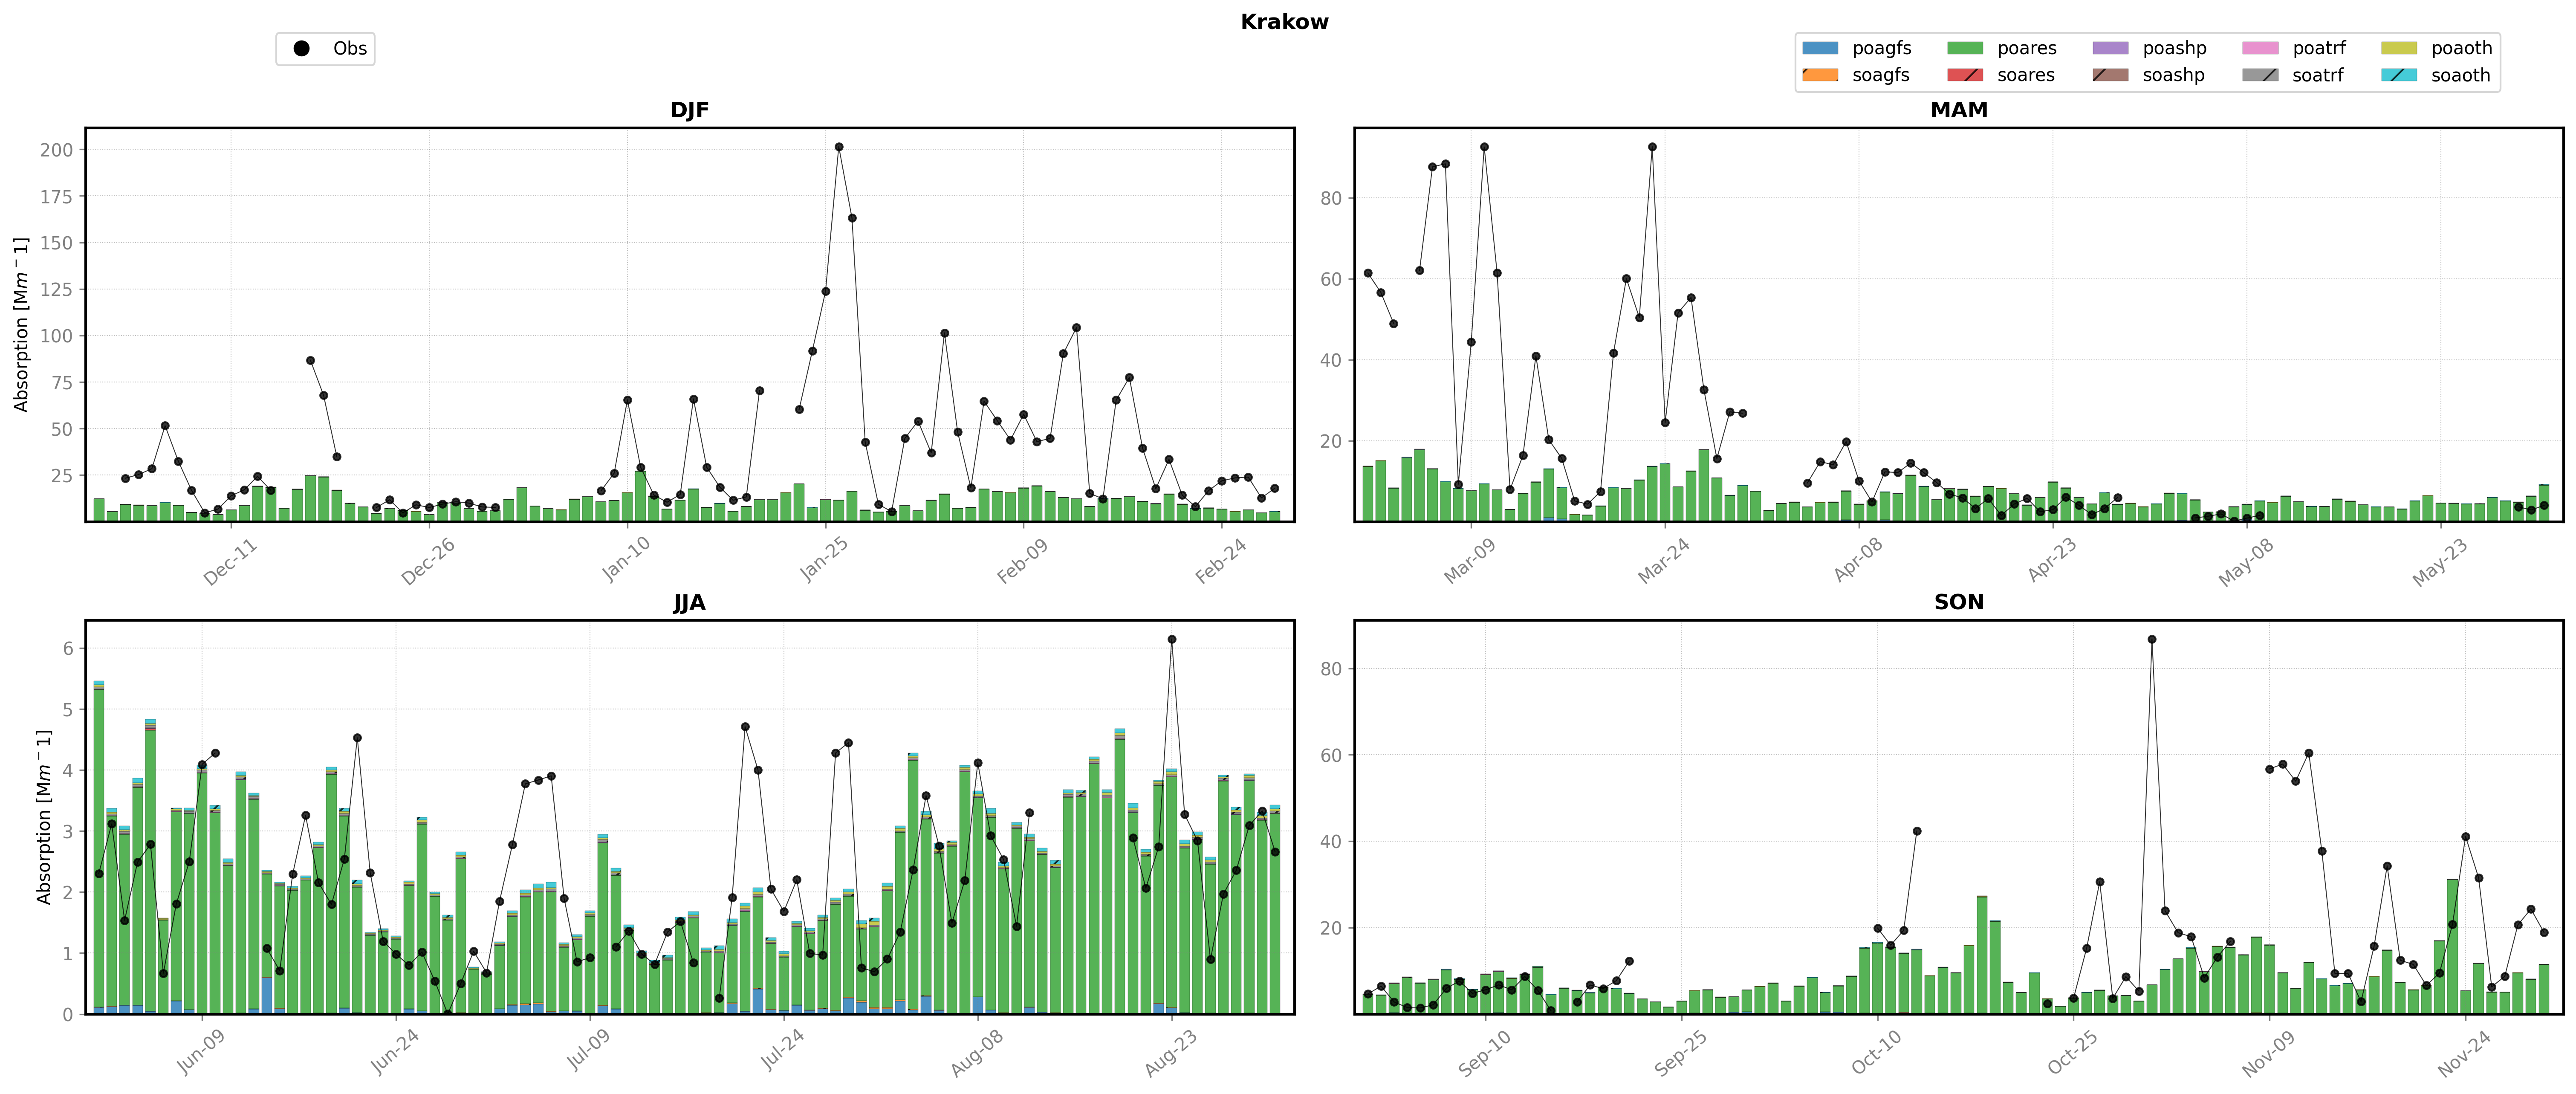 Krakow
Obs
poagfs poares poashp poatrf poaoth
soagfs soares soashp soatrf soaoth
DJF
MAM
Absorption [Mm − 1]
200
175
150
125
100
75
50
25
Dec-11 Dec-26 Jan-10 Jan-25 Feb-09 Feb-24
80
60
40
20
Mar-09 Mar-24 Apr-08 Apr-23 May-08 May-23
JJA
SON
Absorption [Mm − 1]
6
5
4
3
2
1
0
Jun-09 Jun-24 Jul-09 Jul-24 Aug-08 Aug-23
80
60
40
20
Sep-10 Sep-25 Oct-10 Oct-25 Nov-09 Nov-24